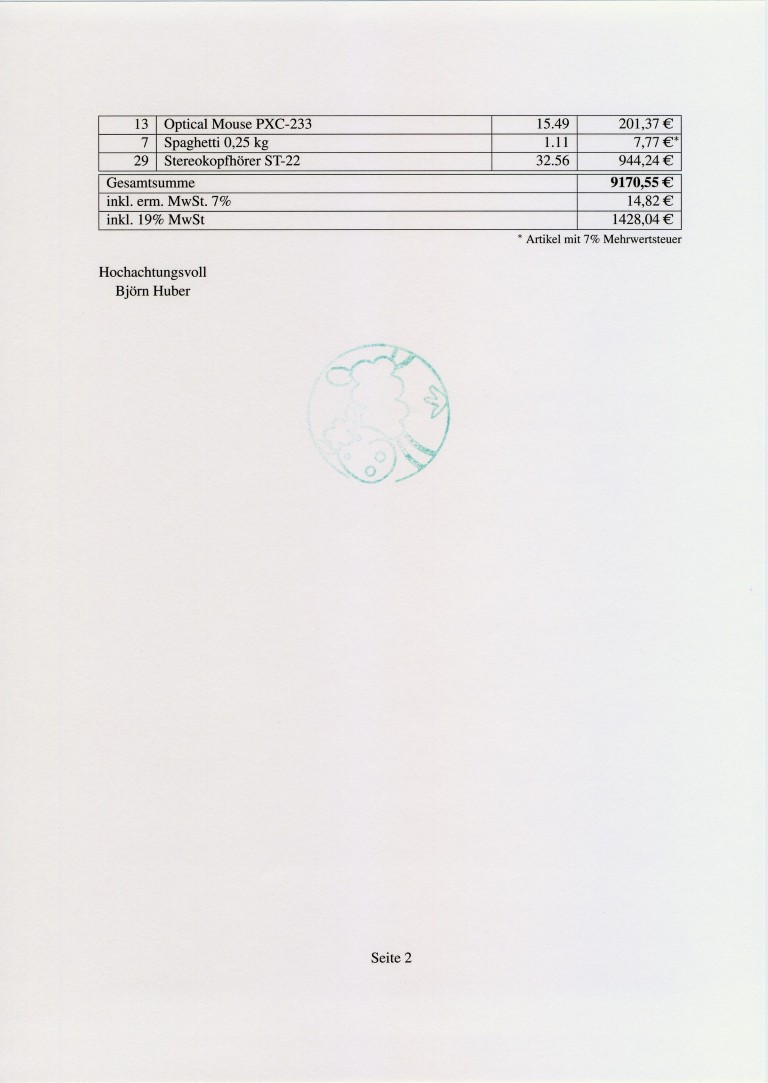 13 Optical Mouse PXC-233 15.49 201,37 €
7 Spaghetti 0,25 kg 1.11 7,77 €*
29 Stereokopfhörer ST-22 32.56 944,24 €
Gesamtsumme 9170,55 €
inkl. erm. MwSt. 7% 14,82 €
inkl. 19% MwSt 1428,04 €
* Artikel mit 7% Mehrwertsteuer
Hochachtungsvoll
Björn Huber
Seite 2